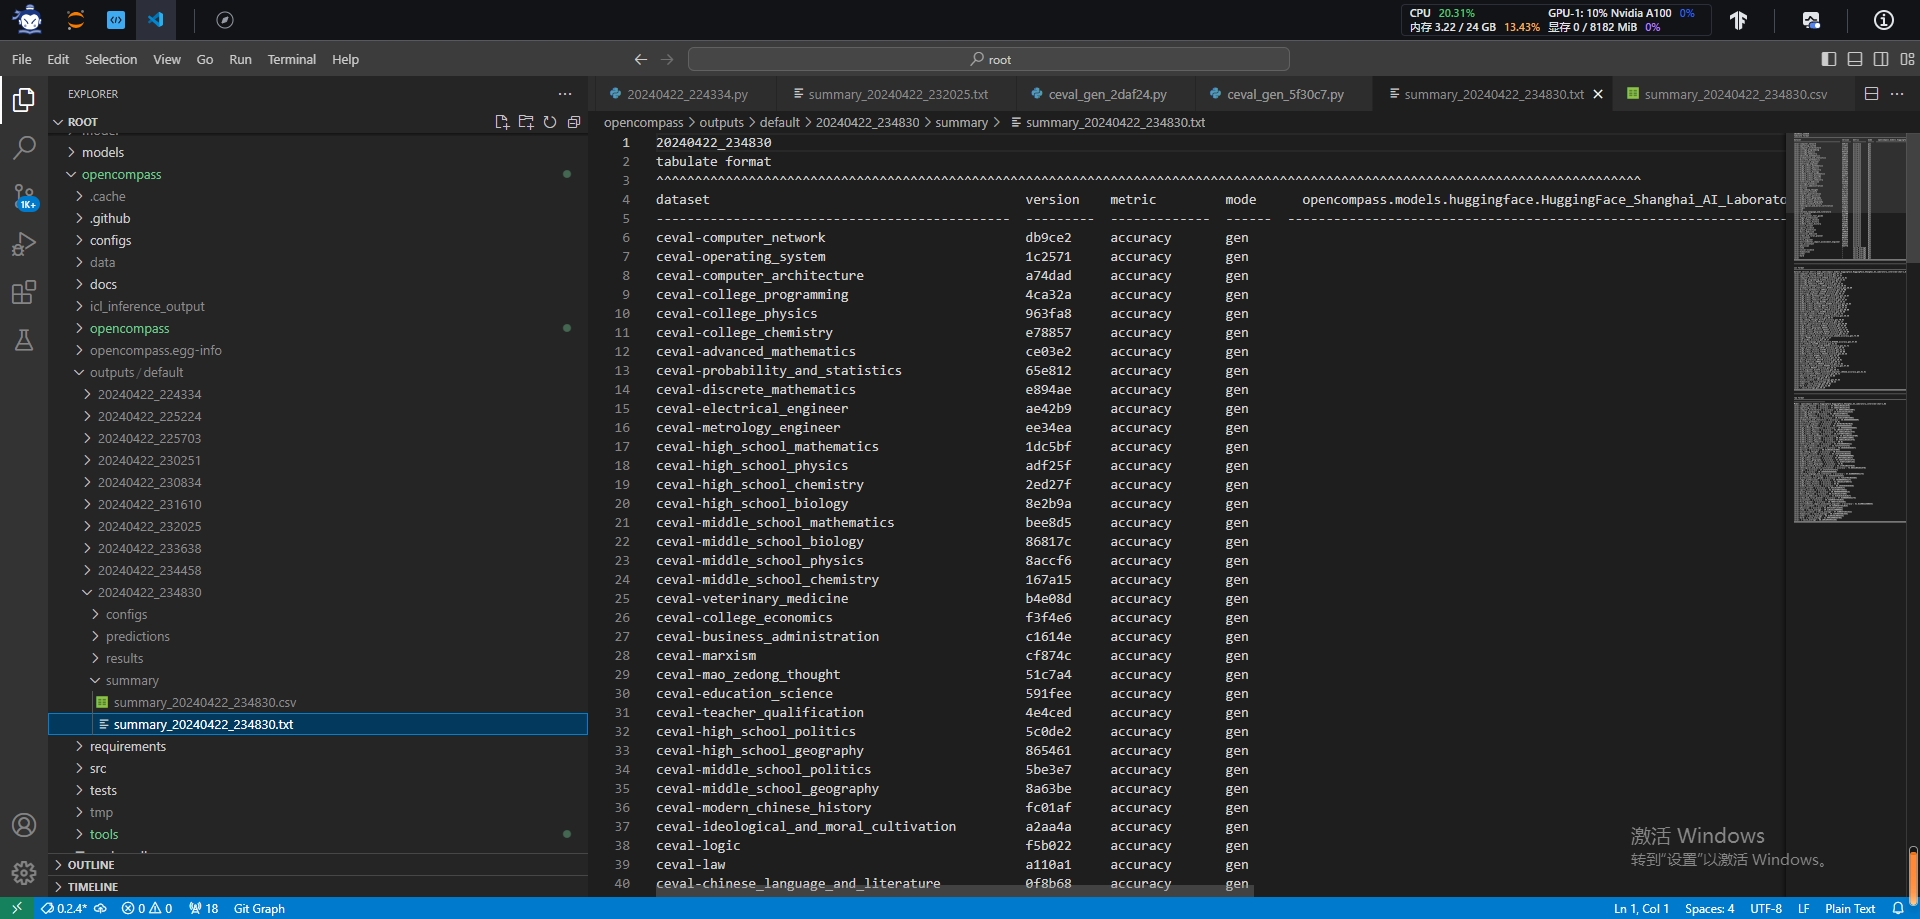 CPU 20.31% GPU-1: 10% Nvidia A100 0%
内存 3.22 / 24 GB 13.43% 显存 0 / 8182 MiB 0%
File Edit Selection View Go Run Terminal Help
root
EXPLORER
20240422_224334.py
summary_20240422_232025.txt
ceval_gen_2daf24.py
ceval_gen_5f30c7.py
summary_20240422_234830.txt
summary_20240422_234830.csv
ROOT
opencompass > outputs > default > 20240422_234830 > summary > summary_20240422_234830.txt
models
opencompass
.cache
.github
configs
data
docs
icl_inference_output
opencompass
opencompass.egg-info
outputs / default
20240422_224334
20240422_225224
20240422_225703
20240422_230251
20240422_230834
20240422_231610
20240422_232025
20240422_233638
20240422_234458
20240422_234830
configs
predictions
results
summary
summary_20240422_234830.csv
summary_20240422_234830.txt
requirements
src
tests
tmp
tools
OUTLINE
TIMELINE
1K+
1 20240422_234830
2 tabulate format
3 ^^^^^^^^^^^^^^^^^^^^^^^^^^^^^^^^^^^^^^^^^^^^^^^^^^^^^^^^^^^^^^^^^^^^^^^^^^^^^^^^^^^^^^^^^^^^^^^^^^^^^^^^^^^^^^^^^^^^^^^^^^^^^^^^
4 dataset version metric mode opencompass.models.huggingface.HuggingFace_Shanghai_AI_Laborato
5 ---------------------------------------------- --------- ------------- ------ -----------------------------------------------------------------
6 ceval-computer_network db9ce2 accuracy gen
7 ceval-operating_system 1c2571 accuracy gen
8 ceval-computer_architecture a74dad accuracy gen
9 ceval-college_programming 4ca32a accuracy gen
10 ceval-college_physics 963fa8 accuracy gen
11 ceval-college_chemistry e78857 accuracy gen
12 ceval-advanced_mathematics ce03e2 accuracy gen
13 ceval-probability_and_statistics 65e812 accuracy gen
14 ceval-discrete_mathematics e894ae accuracy gen
15 ceval-electrical_engineer ae42b9 accuracy gen
16 ceval-metrology_engineer ee34ea accuracy gen
17 ceval-high_school_mathematics 1dc5bf accuracy gen
18 ceval-high_school_physics adf25f accuracy gen
19 ceval-high_school_chemistry 2ed27f accuracy gen
20 ceval-high_school_biology 8e2b9a accuracy gen
21 ceval-middle_school_mathematics bee8d5 accuracy gen
22 ceval-middle_school_biology 86817c accuracy gen
23 ceval-middle_school_physics 8accf6 accuracy gen
24 ceval-middle_school_chemistry 167a15 accuracy gen
25 ceval-veterinary_medicine b4e08d accuracy gen
26 ceval-college_economics f3f4e6 accuracy gen
27 ceval-business_administration c1614e accuracy gen
28 ceval-marxism cf874c accuracy gen
29 ceval-mao_zedong_thought 51c7a4 accuracy gen
30 ceval-education_science 591fee accuracy gen
31 ceval-teacher_qualification 4e4ced accuracy gen
32 ceval-high_school_politics 5c0de2 accuracy gen
33 ceval-high_school_geography 865461 accuracy gen
34 ceval-middle_school_politics 5be3e7 accuracy gen
35 ceval-middle_school_geography 8a63be accuracy gen
36 ceval-modern_chinese_history fc01af accuracy gen
37 ceval-ideological_and_moral_cultivation a2aa4a accuracy gen
38 ceval-logic f5b022 accuracy gen
39 ceval-law a110a1 accuracy gen
40 ceval-chinese_language_and_literature 0f8b68 accuracy gen
激活 Windows
转到“设置”以激活 Windows。
0.2.4* 0 0 18 Git Graph
Ln 1, Col 1 Spaces: 4 UTF-8 LF Plain Text